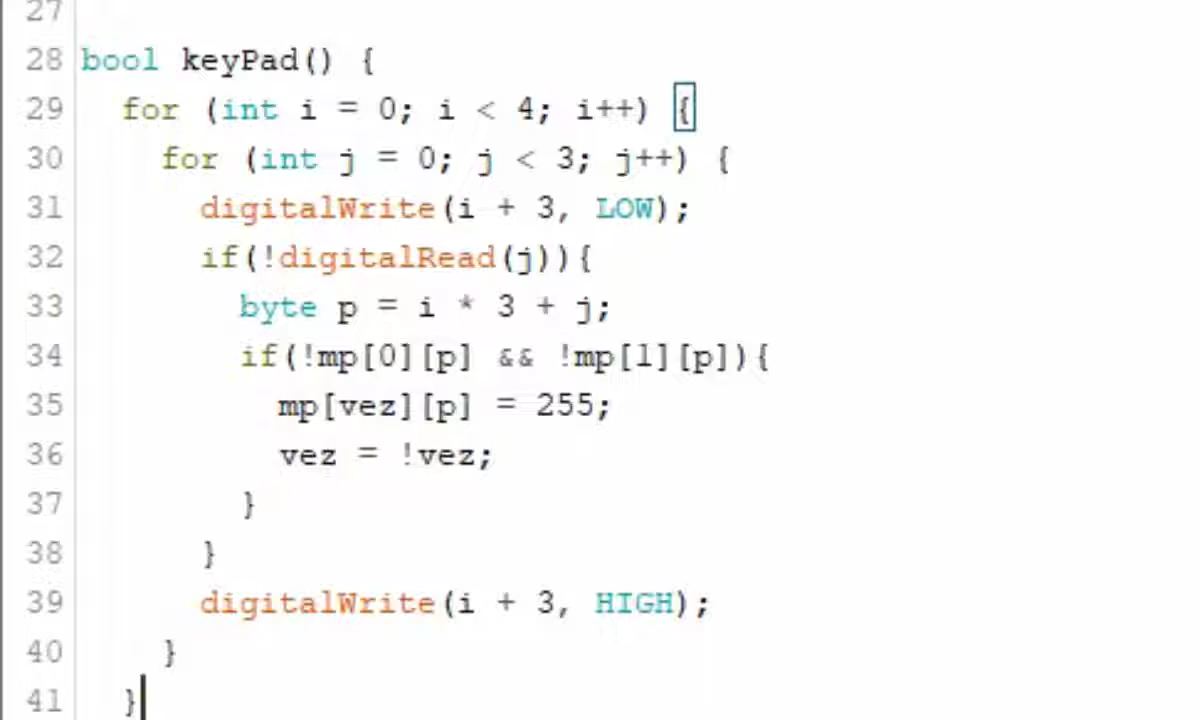 27
28 bool keyPad() {
29   for (int i = 0; i < 4; i++) {
30     for (int j = 0; j < 3; j++) {
31       digitalWrite(i + 3, LOW);
32       if(!digitalRead(j)){
33         byte p = i * 3 + j;
34         if(!mp[0][p] && !mp[1][p]){
35           mp[vez][p] = 255;
36           vez = !vez;
37         }
38       }
39       digitalWrite(i + 3, HIGH);
40     }
41   }